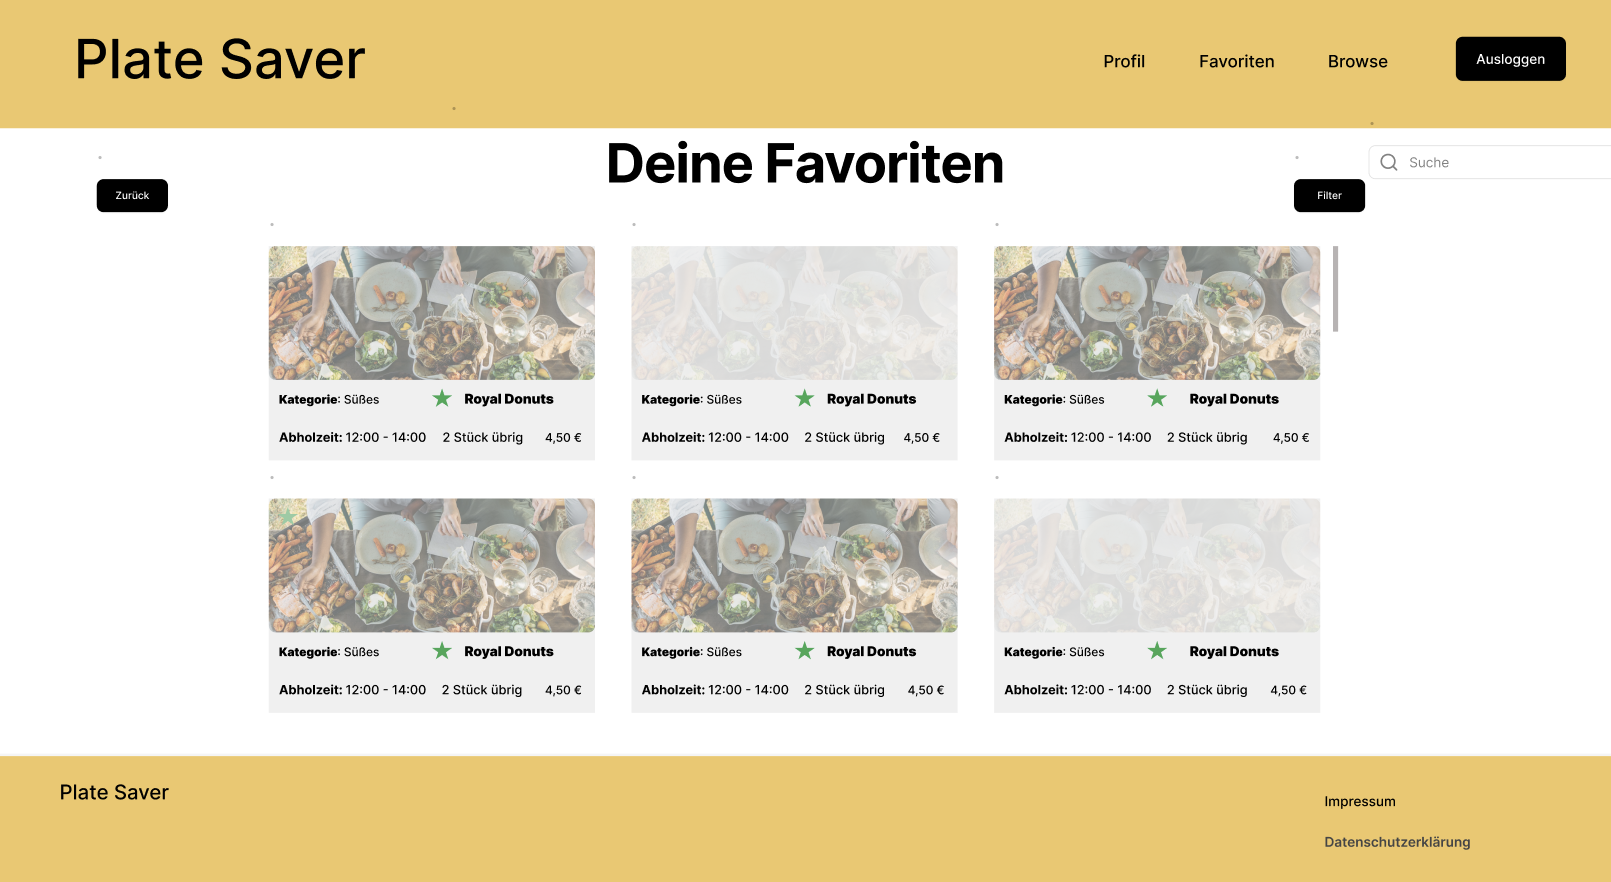 Plate Saver
Profil Favoriten Browse Ausloggen
Deine Favoriten
Suche
Zurück
Filter
Kategorie: Süßes Royal Donuts
Abholzeit: 12:00 - 14:00 2 Stück übrig 4,50 €
Kategorie: Süßes Royal Donuts
Abholzeit: 12:00 - 14:00 2 Stück übrig 4,50 €
Kategorie: Süßes Royal Donuts
Abholzeit: 12:00 - 14:00 2 Stück übrig 4,50 €
Kategorie: Süßes Royal Donuts
Abholzeit: 12:00 - 14:00 2 Stück übrig 4,50 €
Kategorie: Süßes Royal Donuts
Abholzeit: 12:00 - 14:00 2 Stück übrig 4,50 €
Kategorie: Süßes Royal Donuts
Abholzeit: 12:00 - 14:00 2 Stück übrig 4,50 €
Plate Saver
Impressum
Datenschutzerklärung